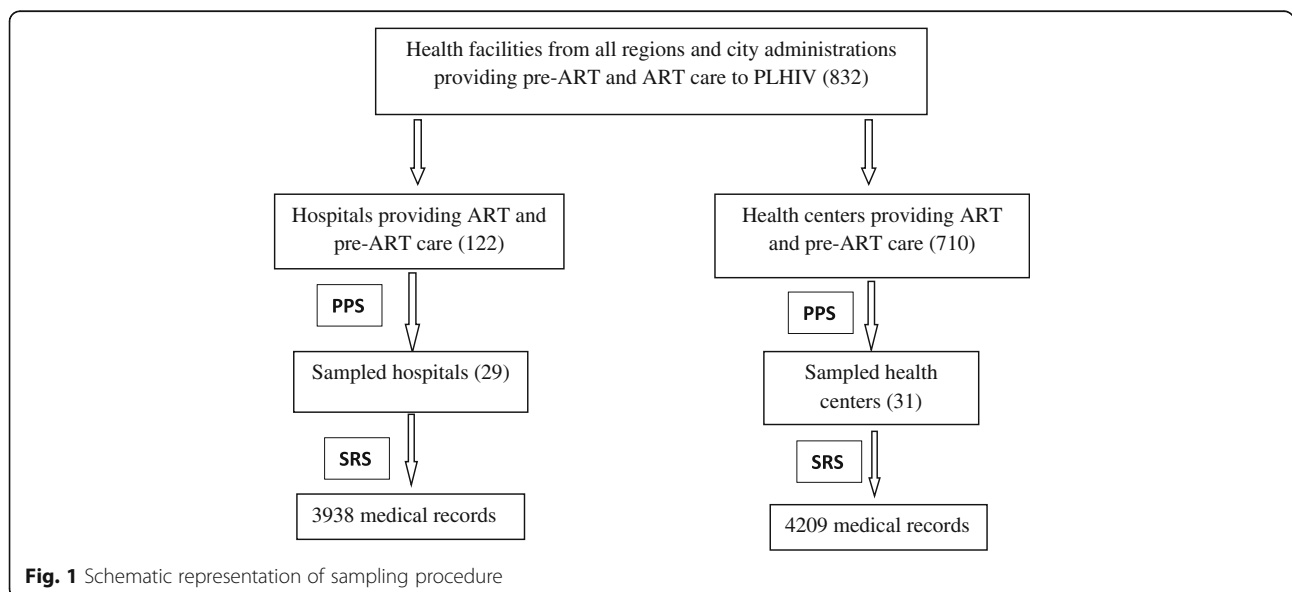 Health facilities from all regions and city administrations
providing pre-ART and ART care to PLHIV (832)
Hospitals providing ART and
pre-ART care (122)
Health centers providing ART
and pre-ART care (710)
PPS
PPS
Sampled hospitals (29)
Sampled health
centers (31)
SRS
SRS
3938 medical records
4209 medical records
Fig. 1 Schematic representation of sampling procedure